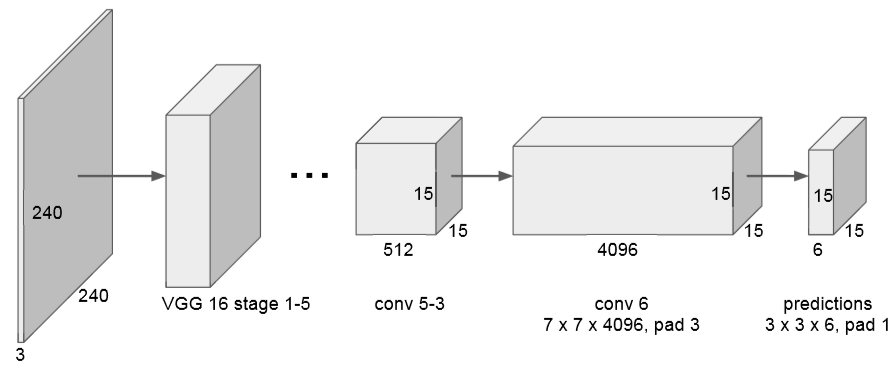 240
240
3
VGG 16 stage 1-5
...
15
15
512
conv 5-3
15
15
4096
conv 6
7 x 7 x 4096, pad 3
15
15
6
predictions
3 x 3 x 6, pad 1